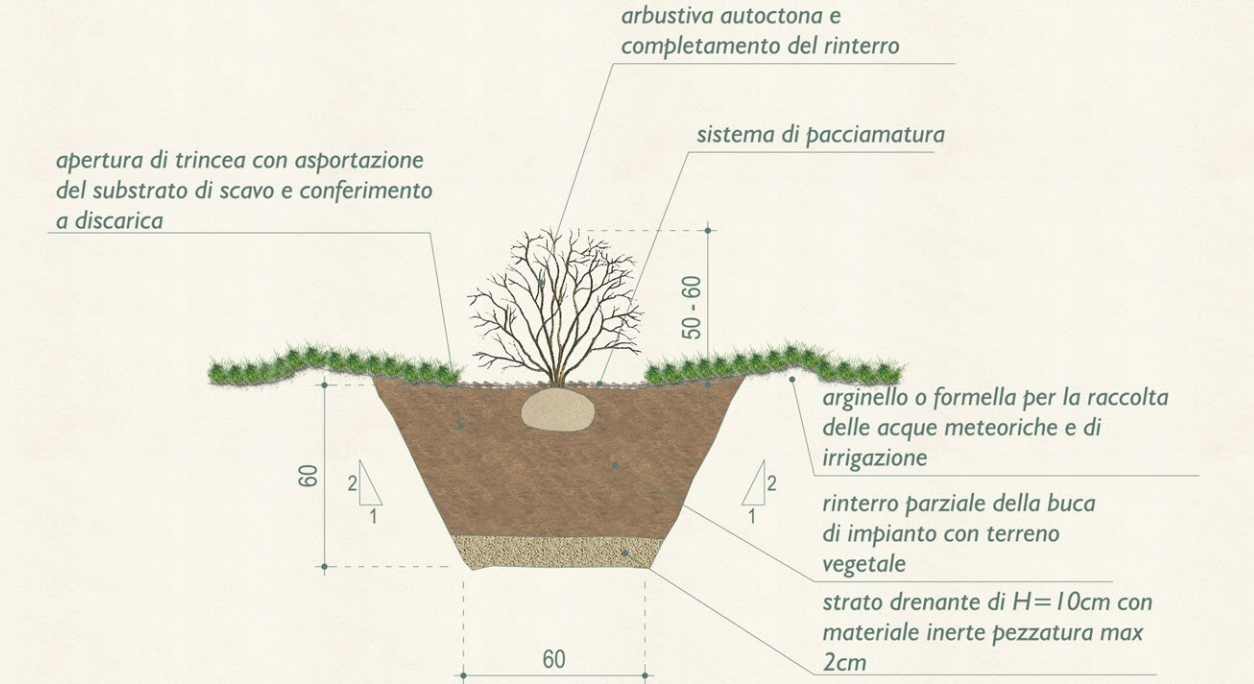 arbustiva autoctona e
completamento del rinterro
sistema di pacciamatura
apertura di trincea con asportazione
del substrato di scavo e conferimento
a discarica
50 - 60
60
2
1
2
1
arginello o formella per la raccolta
delle acque meteoriche e di
irrigazione
rinterro parziale della buca
di impianto con terreno
vegetale
strato drenante di H=10cm con
materiale inerte pezzatura max
2cm
60